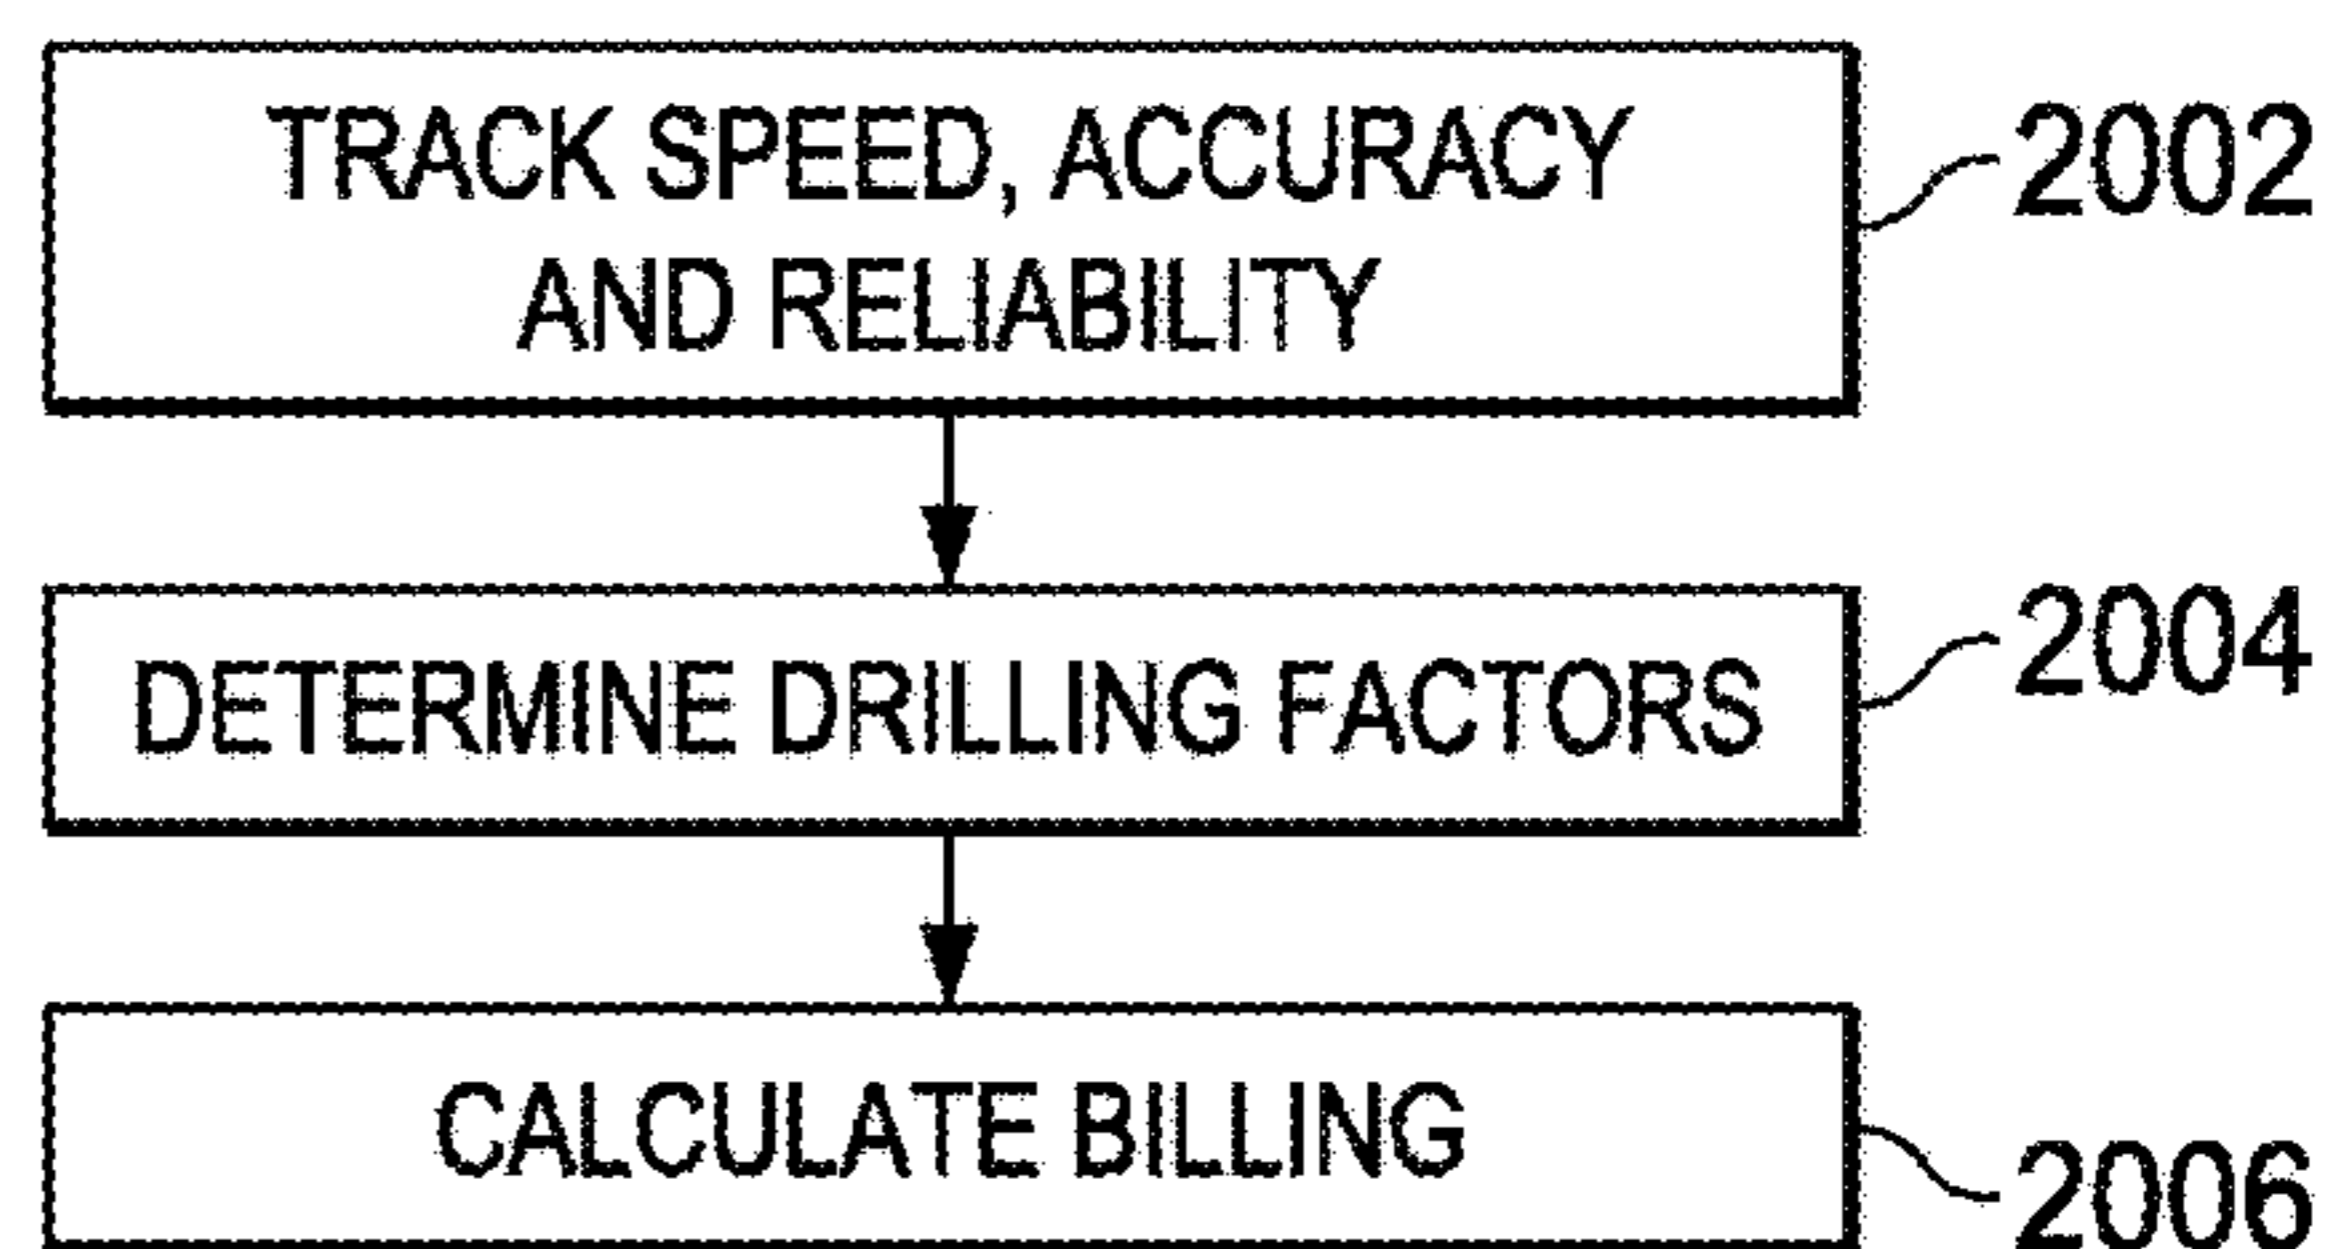 TRACK SPEED, ACCURACY
AND RELIABILITY
2002
DETERMINE DRILLING FACTORS
2004
CALCULATE BILLING
2006